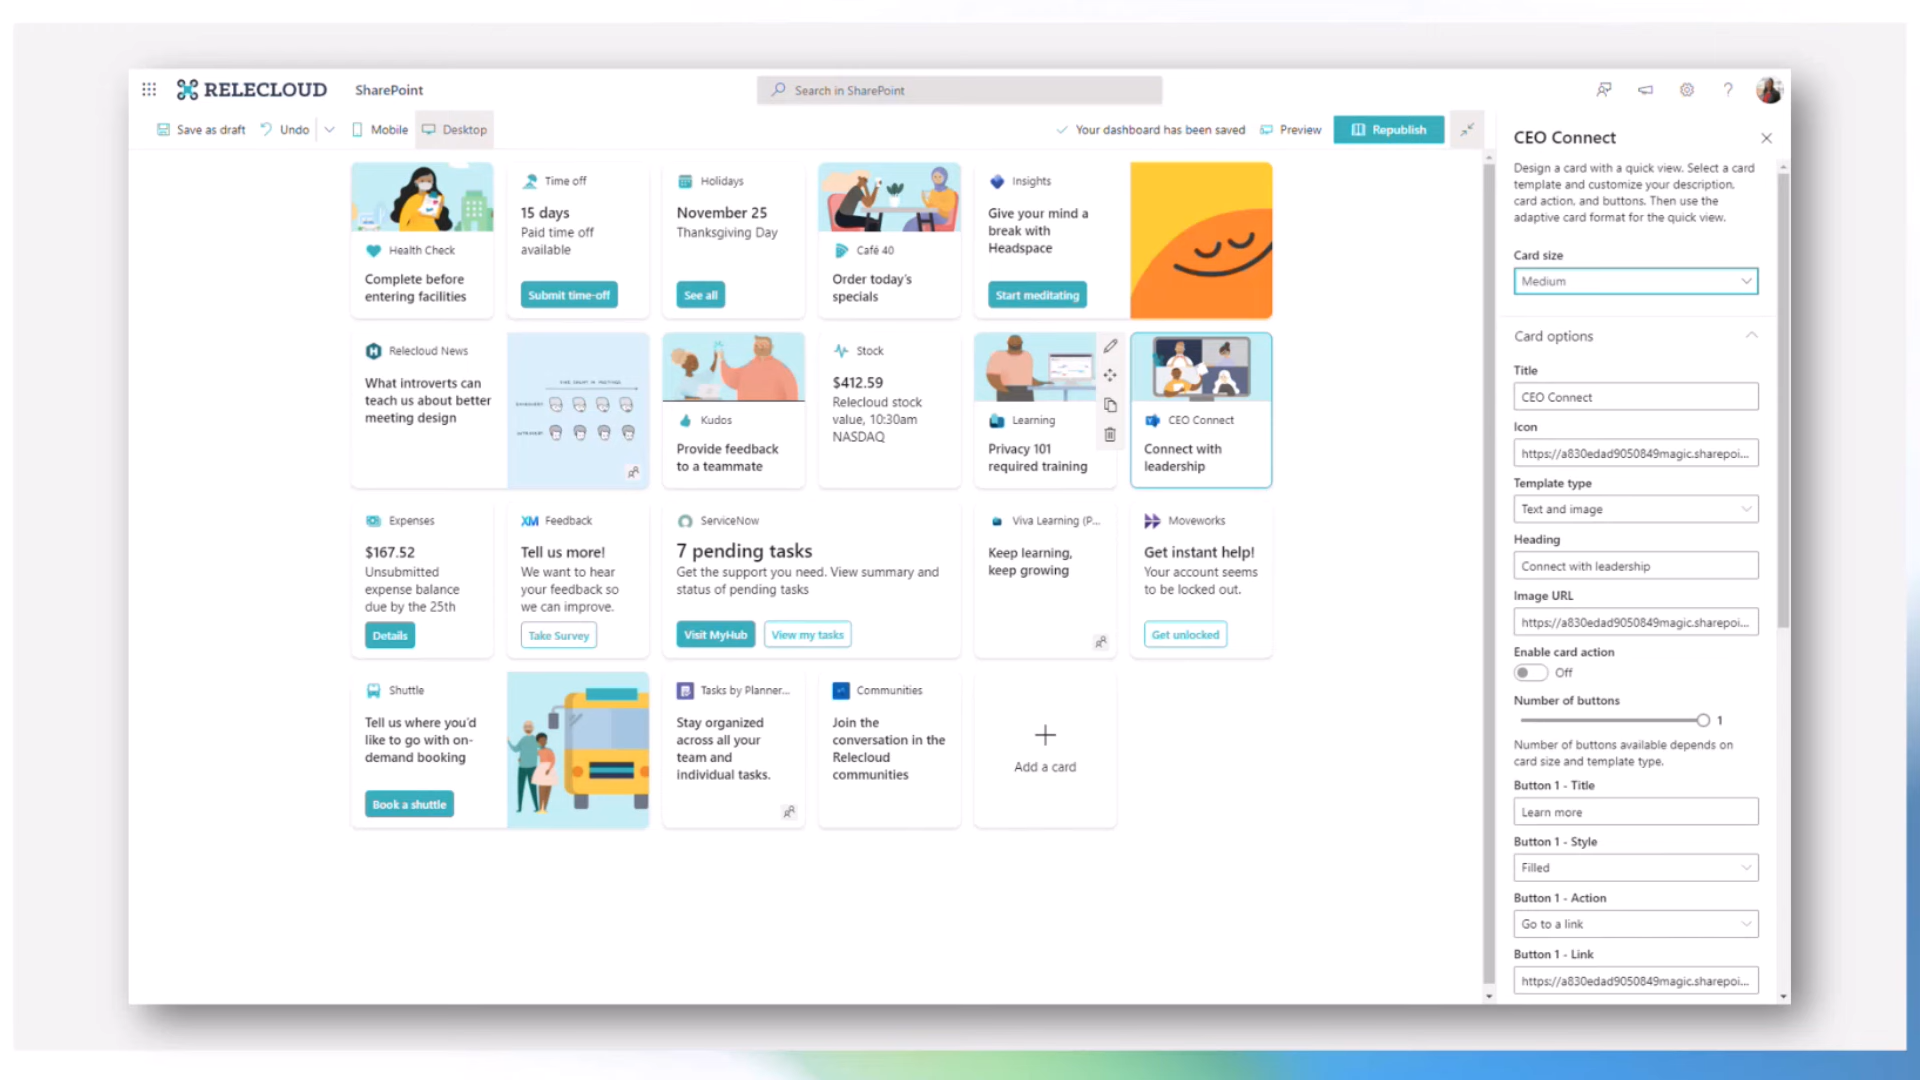 RELECLOUD
SharePoint
Search in SharePoint
Save as draft
Undo
Mobile
Desktop
Your dashboard has been saved
Preview
Republish
Health Check
Complete before
entering facilities
Time off
15 days
Paid time off
available
Submit time-off
Holidays
November 25
Thanksgiving Day
See all
Café 40
Order today's
specials
Insights
Give your mind a
break with
Headspace
Start meditating
Relecloud News
What introverts can
teach us about better
meeting design
Kudos
Provide feedback
to a teammate
Stock
$412.59
Relecloud stock
value, 10:30am
NASDAQ
Learning
Privacy 101
required training
CEO Connect
Connect with
leadership
Expenses
$167.52
Unsubmitted
expense balance
due by the 25th
Details
XM Feedback
Tell us more!
We want to hear
your feedback so
we can improve.
Take Survey
ServiceNow
7 pending tasks
Get the support you need. View summary and
status of pending tasks
Visit MyHub
View my tasks
Viva Learning (P...
Keep learning,
keep growing
Moveworks
Get instant help!
Your account seems
to be locked out.
Get unlocked
Shuttle
Tell us where you'd
like to go with on-
demand booking
Book a shuttle
Tasks by Planner...
Stay organized
across all your
team and
individual tasks.
Communities
Join the
conversation in the
Relecloud
communities
Add a card
CEO Connect
Design a card with a quick view. Select a card
template and customize your description,
card action, and buttons. Then use the
adaptive card format for the quick view.
Card size
Medium
Card options
Title
CEO Connect
Icon
https://a830edad9050849magic.sharepoi...
Template type
Text and image
Heading
Connect with leadership
Image URL
https://a830edad9050849magic.sharepoi...
Enable card action
Off
Number of buttons
1
Number of buttons available depends on
card size and template type.
Button 1 - Title
Learn more
Button 1 - Style
Filled
Button 1 - Action
Go to a link
Button 1 - Link
https://a830edad9050849magic.sharepoi...